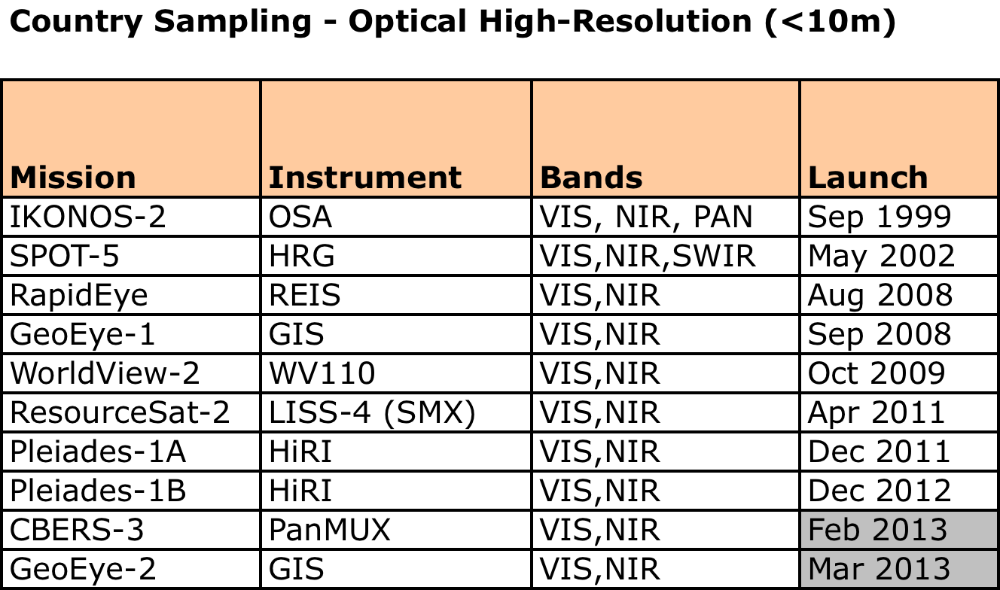 Country Sampling - Optical High-Resolution (<10m)
Mission Instrument Bands Launch
IKONOS-2 OSA VIS, NIR, PAN Sep 1999
SPOT-5 HRG VIS,NIR,SWIR May 2002
RapidEye REIS VIS,NIR Aug 2008
GeoEye-1 GIS VIS,NIR Sep 2008
WorldView-2 WV110 VIS,NIR Oct 2009
ResourceSat-2 LISS-4 (SMX) VIS,NIR Apr 2011
Pleiades-1A HiRI VIS,NIR Dec 2011
Pleiades-1B HiRI VIS,NIR Dec 2012
CBERS-3 PanMUX VIS,NIR Feb 2013
GeoEye-2 GIS VIS,NIR Mar 2013